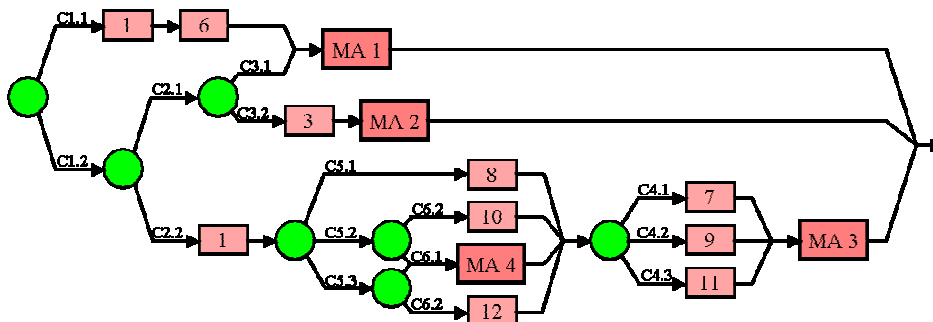 C1.1
1
6
MA 1
C3.1
C2.1
C3.2
3
MA 2
C1.2
C5.1
8
C2.2
1
C5.2
C6.2
10
C6.1
MA 4
C5.3
C6.2
12
C4.1
7
C4.2
9
MA 3
C4.3
11